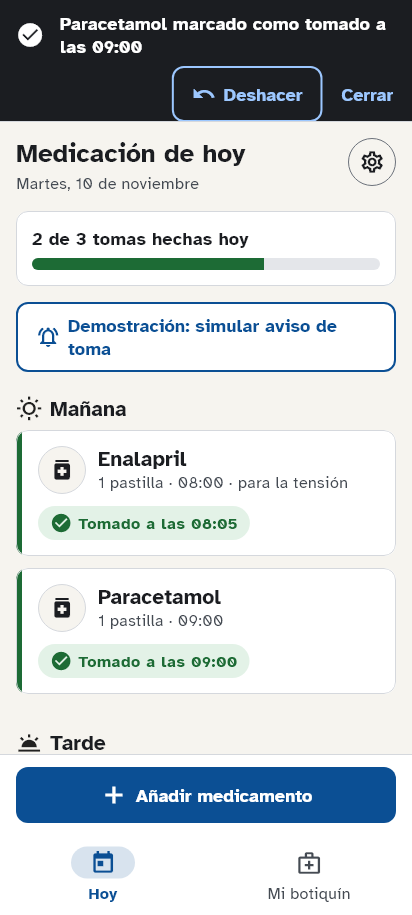 Paracetamol marcado como tomado a
las 09:00
Deshacer
Cerrar
Medicación de hoy
Martes, 10 de noviembre
2 de 3 tomas hechas hoy
Demostración: simular aviso de
toma
Mañana
Enalapril
1 pastilla · 08:00 · para la tensión
Tomado a las 08:05
Paracetamol
1 pastilla · 09:00
Tomado a las 09:00
Tarde
Añadir medicamento
Hoy
Mi botiquín